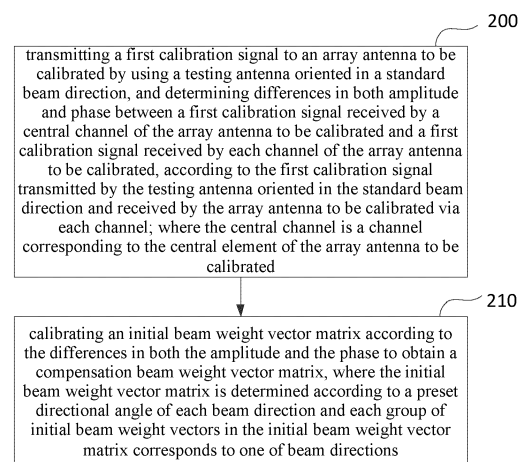 200
transmitting a first calibration signal to an array antenna to be
calibrated by using a testing antenna oriented in a standard
beam direction, and determining differences in both amplitude
and phase between a first calibration signal received by a
central channel of the array antenna to be calibrated and a first
calibration signal received by each channel of the array antenna
to be calibrated, according to the first calibration signal
transmitted by the testing antenna oriented in the standard beam
direction and received by the array antenna to be calibrated via
each channel; where the central channel is a channel
corresponding to the central element of the array antenna to be
calibrated
210
calibrating an initial beam weight vector matrix according to
the differences in both the amplitude and the phase to obtain a
compensation beam weight vector matrix, where the initial
beam weight vector matrix is determined according to a preset
directional angle of each beam direction and each group of
initial beam weight vectors in the initial beam weight vector
matrix corresponds to one of beam directions